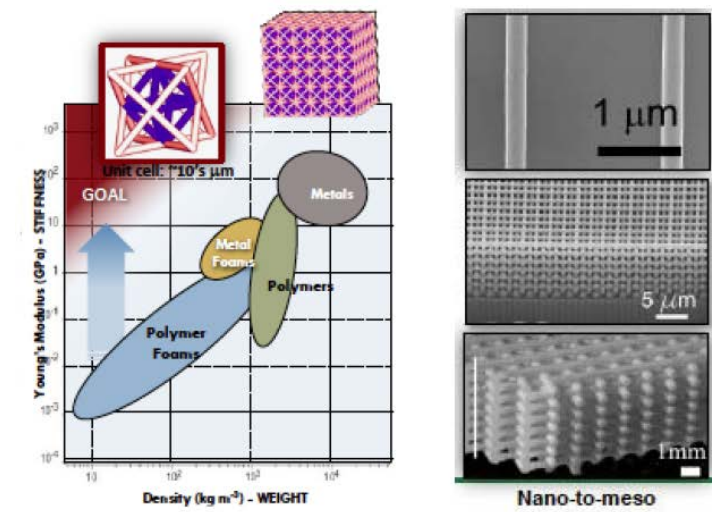 Unit cell: ~10's µm
GOAL
Metals
Metal
Foams
Polymers
Polymer
Foams
Young's Modulus (GPa) - STIFFNESS
10³
10²
10
1
10⁻¹
10⁻²
10⁻³
10⁻⁴
10
10²
10³
10⁴
Density (kg m⁻³) - WEIGHT
1 µm
5 µm
1mm
Nano-to-meso